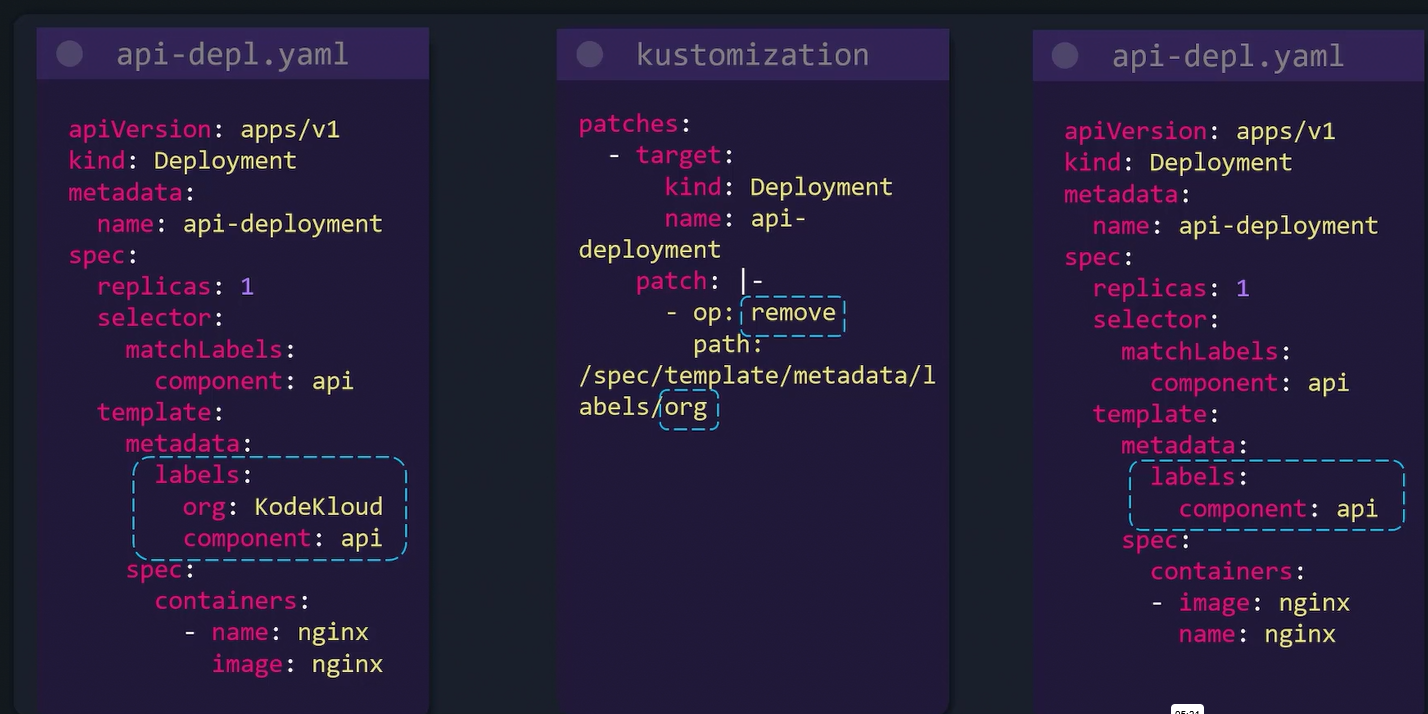 api-depl.yaml
apiVersion: apps/v1
kind: Deployment
metadata:
  name: api-deployment
spec:
  replicas: 1
  selector:
    matchLabels:
      component: api
  template:
    metadata:
      labels:
        org: KodeKloud
        component: api
    spec:
      containers:
        - name: nginx
          image: nginx
kustomization
patches:
  - target:
      kind: Deployment
      name: api-
deployment
    patch: |-
      - op: remove
        path:
/spec/template/metadata/l
abels/org
api-depl.yaml
apiVersion: apps/v1
kind: Deployment
metadata:
  name: api-deployment
spec:
  replicas: 1
  selector:
    matchLabels:
      component: api
  template:
    metadata:
      labels:
        component: api
    spec:
      containers:
      - image: nginx
        name: nginx